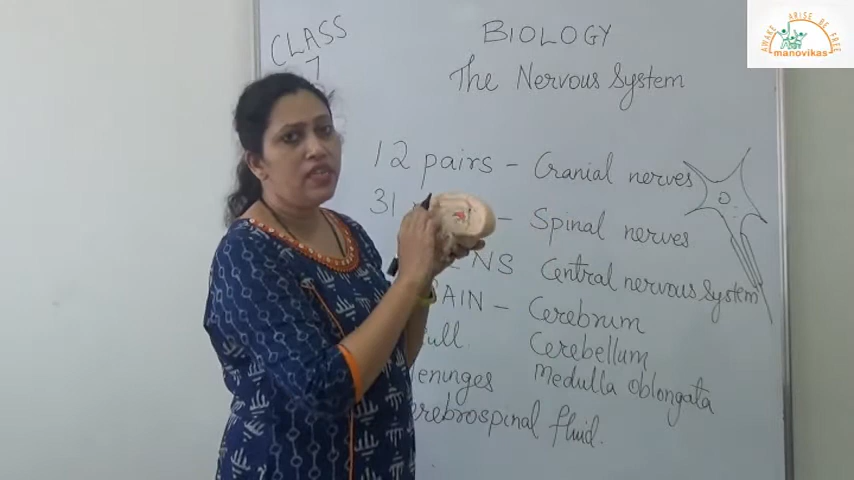 AWAKE ARISE BE FREE
manovikas
CLASS
7
BIOLOGY
The Nervous System
12 pairs - Cranial nerves
31 - Spinal nerves
NS Central nervous system
AIN - Cerebrum
ull Cerebellum
eninges Medulla oblongata
erebrospinal fluid.